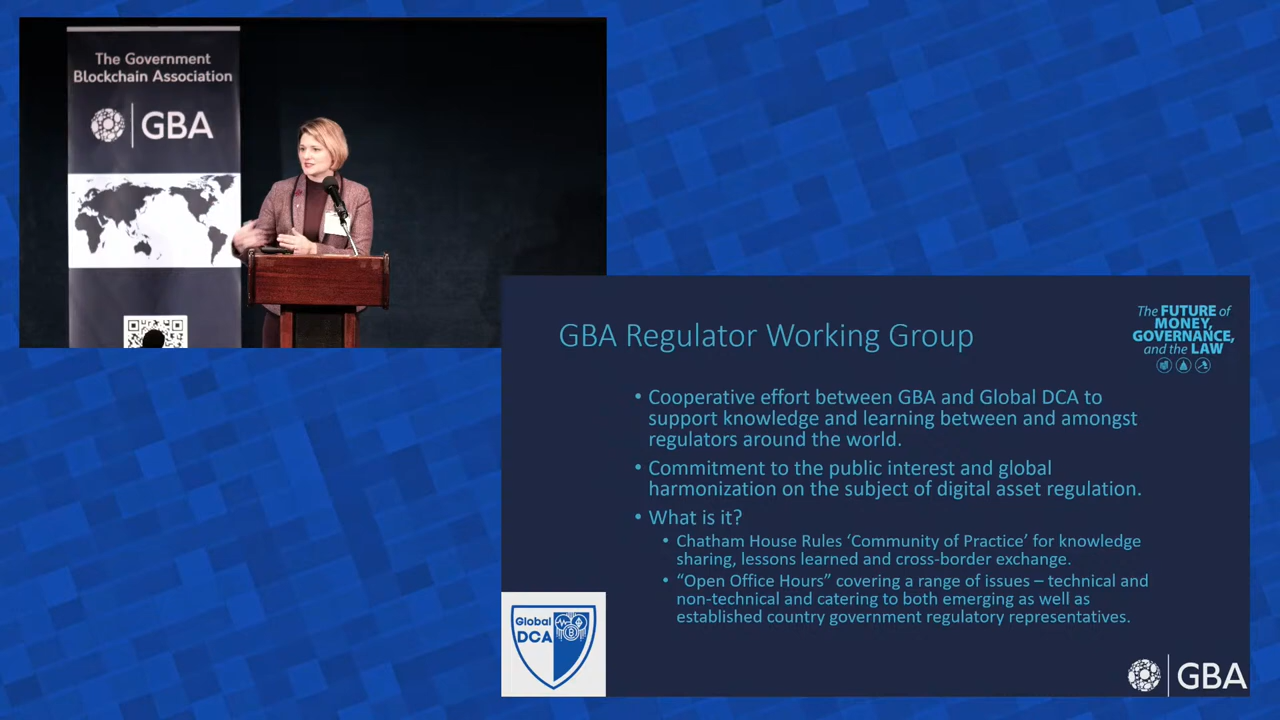 The Government
Blockchain Association
GBA
GBA Regulator Working Group
The FUTURE of
MONEY,
GOVERNANCE,
and the LAW
• Cooperative effort between GBA and Global DCA to
support knowledge and learning between and amongst
regulators around the world.
• Commitment to the public interest and global
harmonization on the subject of digital asset regulation.
• What is it?
• Chatham House Rules ‘Community of Practice’ for knowledge
sharing, lessons learned and cross-border exchange.
• “Open Office Hours” covering a range of issues – technical and
non-technical and catering to both emerging as well as
established country government regulatory representatives.
Global
DCA
GBA